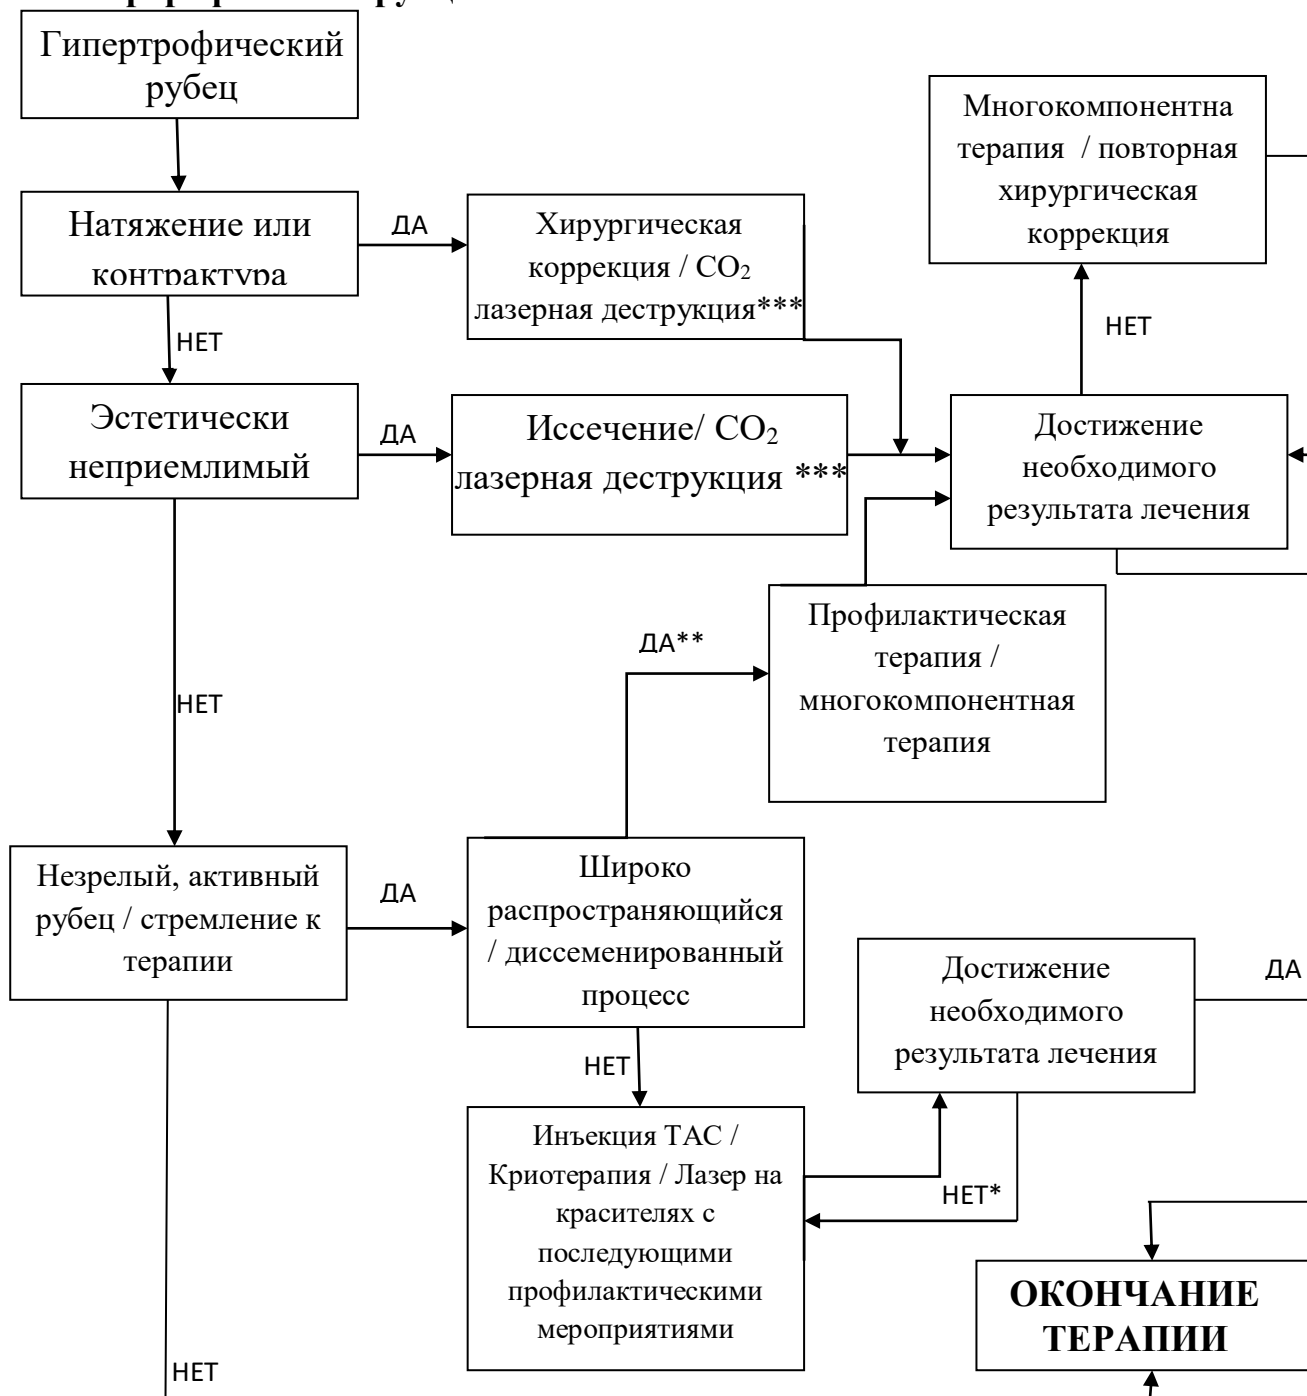 Гипертрофический
рубец
Натяжение или
контрактура
ДА
Хирургическая
коррекция / CO₂
лазерная деструкция***
Многокомпонентна
терапия / повторная
хирургическая
коррекция
НЕТ
НЕТ
Эстетически
неприемлимый
ДА
Иссечение/ CO₂
лазерная деструкция ***
Достижение
необходимого
результата лечения
НЕТ
ДА**
Профилактическая
терапия /
многокомпонентная
терапия
Незрелый, активный
рубец / стремление к
терапии
ДА
Широко
распространяющийся
/ диссеменированный
процесс
НЕТ
Достижение
необходимого
результата лечения
ДА
Инъекция ТАС /
Криотерапия / Лазер на
красителях с
последующими
профилактическими
мероприятиями
НЕТ*
ОКОНЧАНИЕ
ТЕРАПИИ
НЕТ